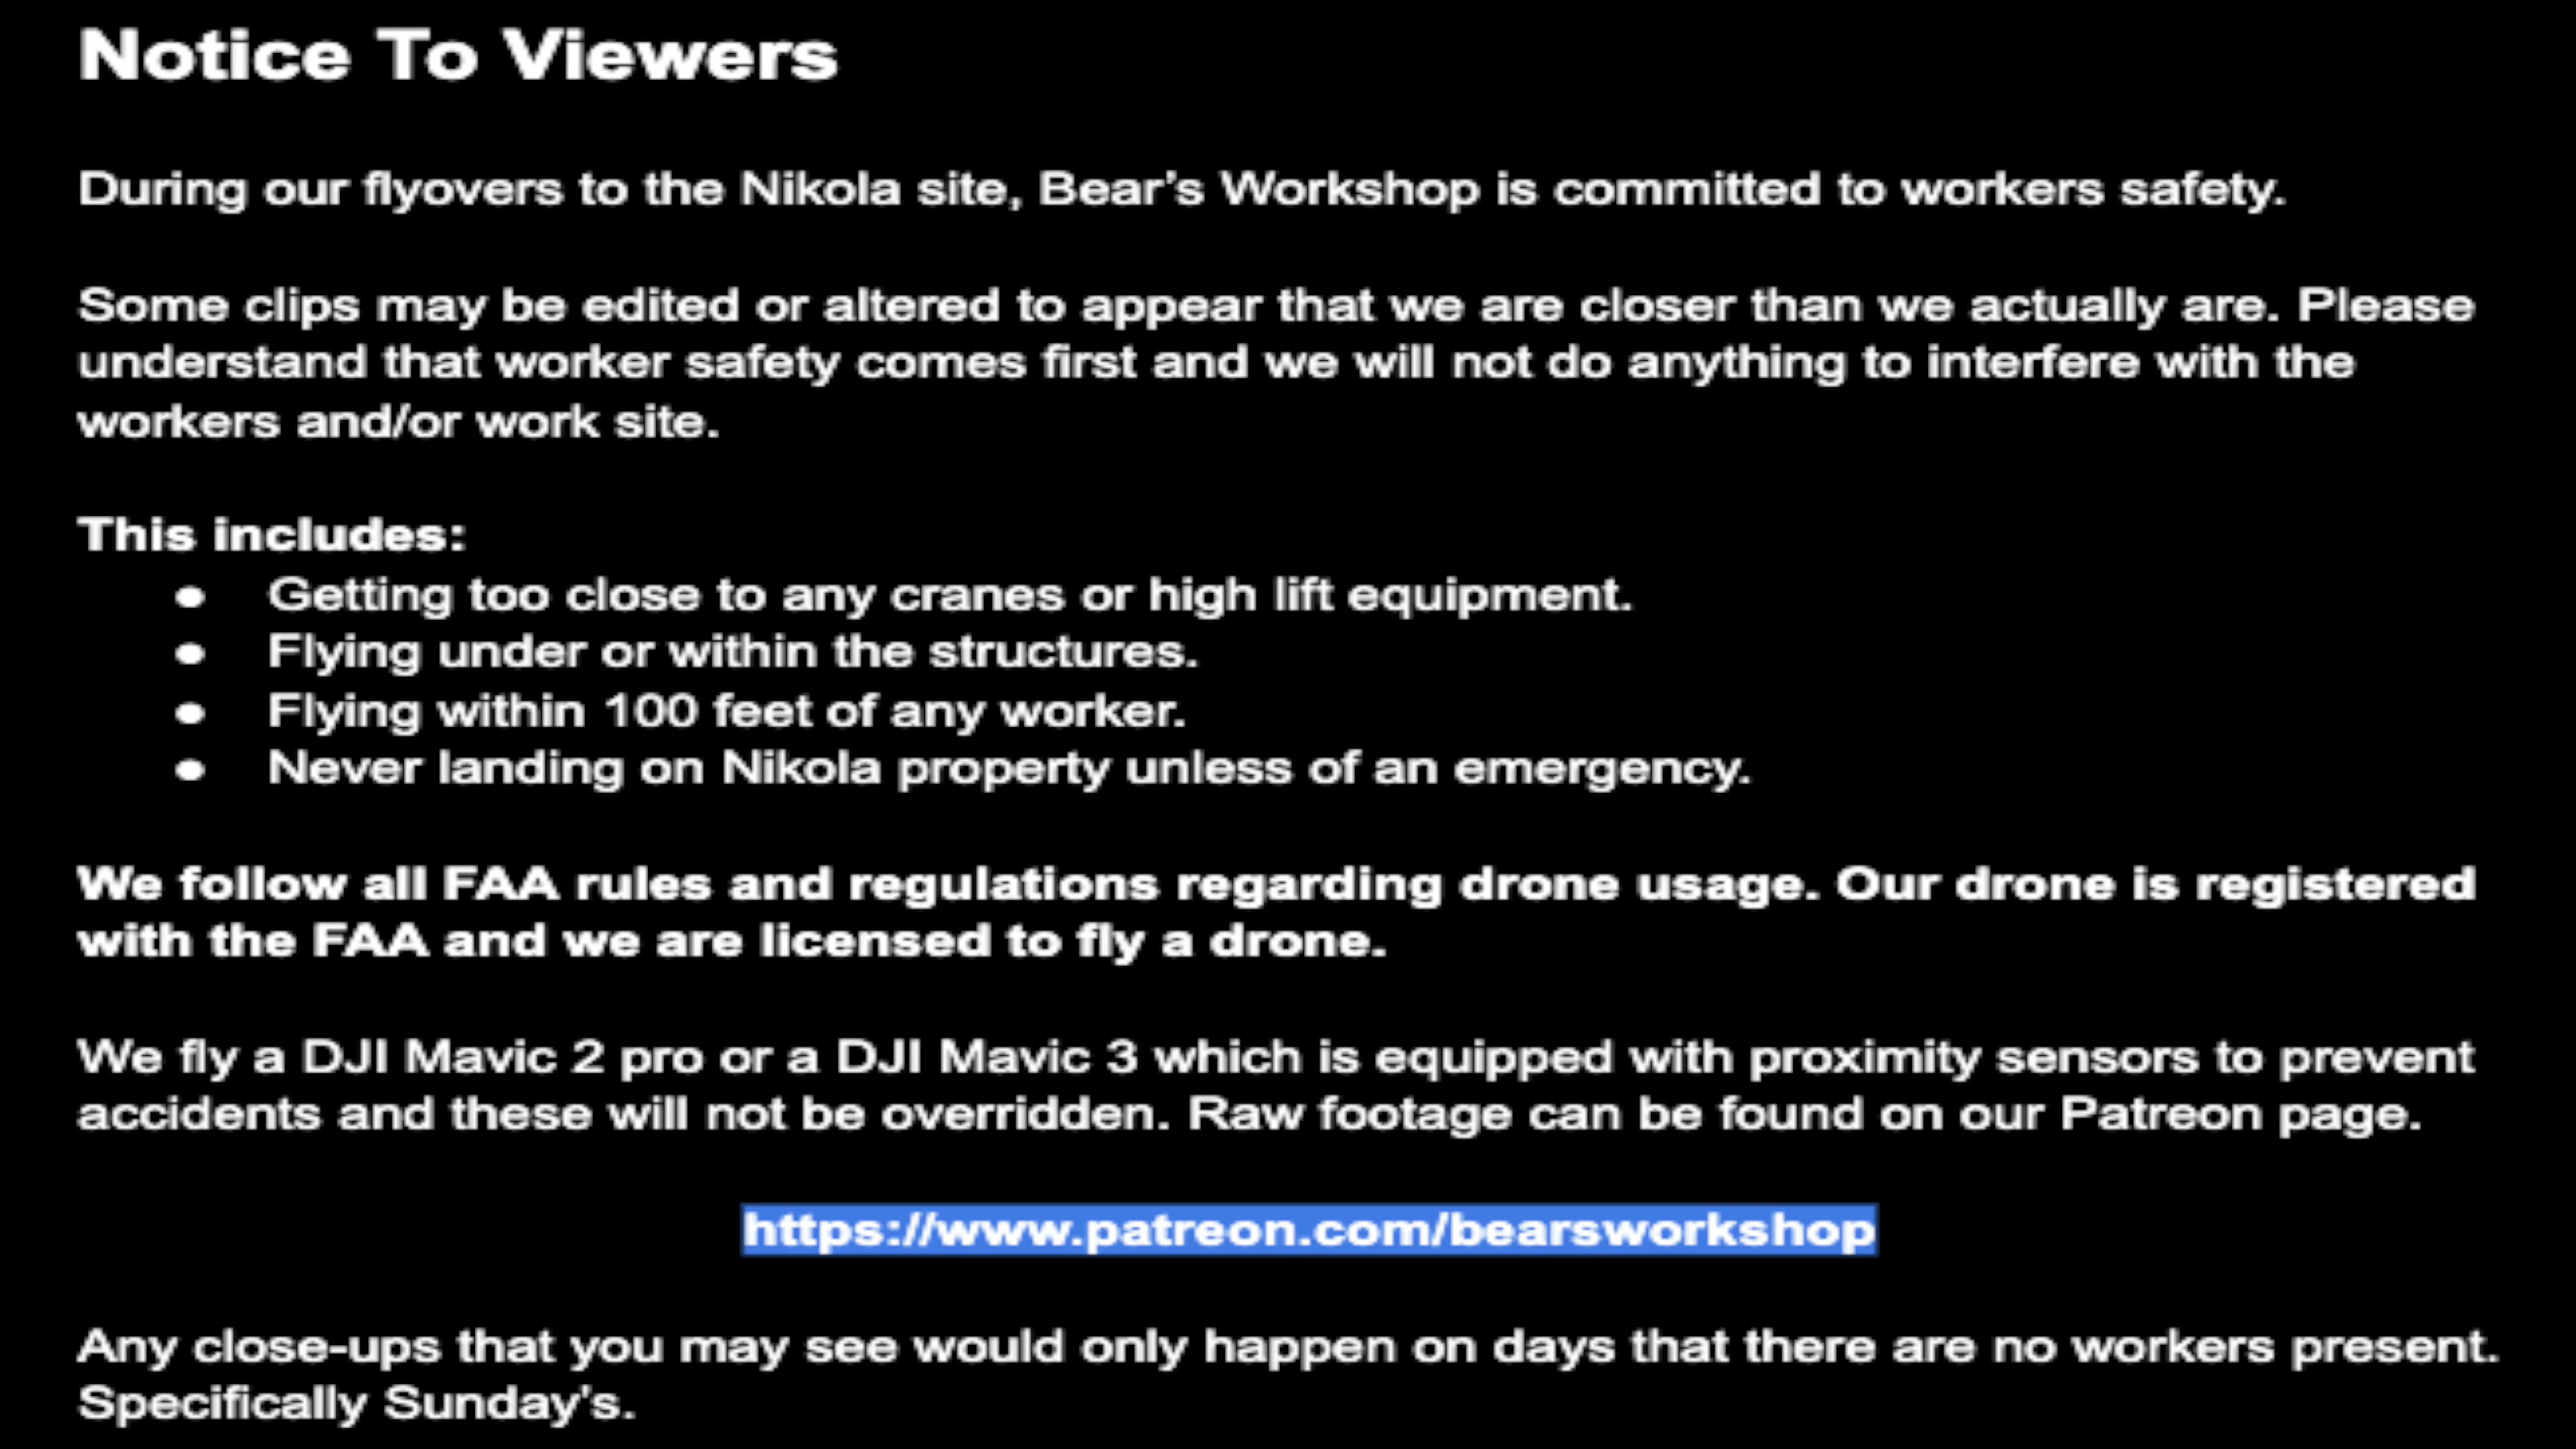 Notice To Viewers
During our flyovers to the Nikola site, Bear's Workshop is committed to workers safety.
Some clips may be edited or altered to appear that we are closer than we actually are. Please
understand that worker safety comes first and we will not do anything to interfere with the
workers and/or work site.
This includes:
● Getting too close to any cranes or high lift equipment.
● Flying under or within the structures.
● Flying within 100 feet of any worker.
● Never landing on Nikola property unless of an emergency.
We follow all FAA rules and regulations regarding drone usage. Our drone is registered
with the FAA and we are licensed to fly a drone.
We fly a DJI Mavic 2 pro or a DJI Mavic 3 which is equipped with proximity sensors to prevent
accidents and these will not be overridden. Raw footage can be found on our Patreon page.
https://www.patreon.com/bearsworkshop
Any close-ups that you may see would only happen on days that there are no workers present.
Specifically Sunday's.